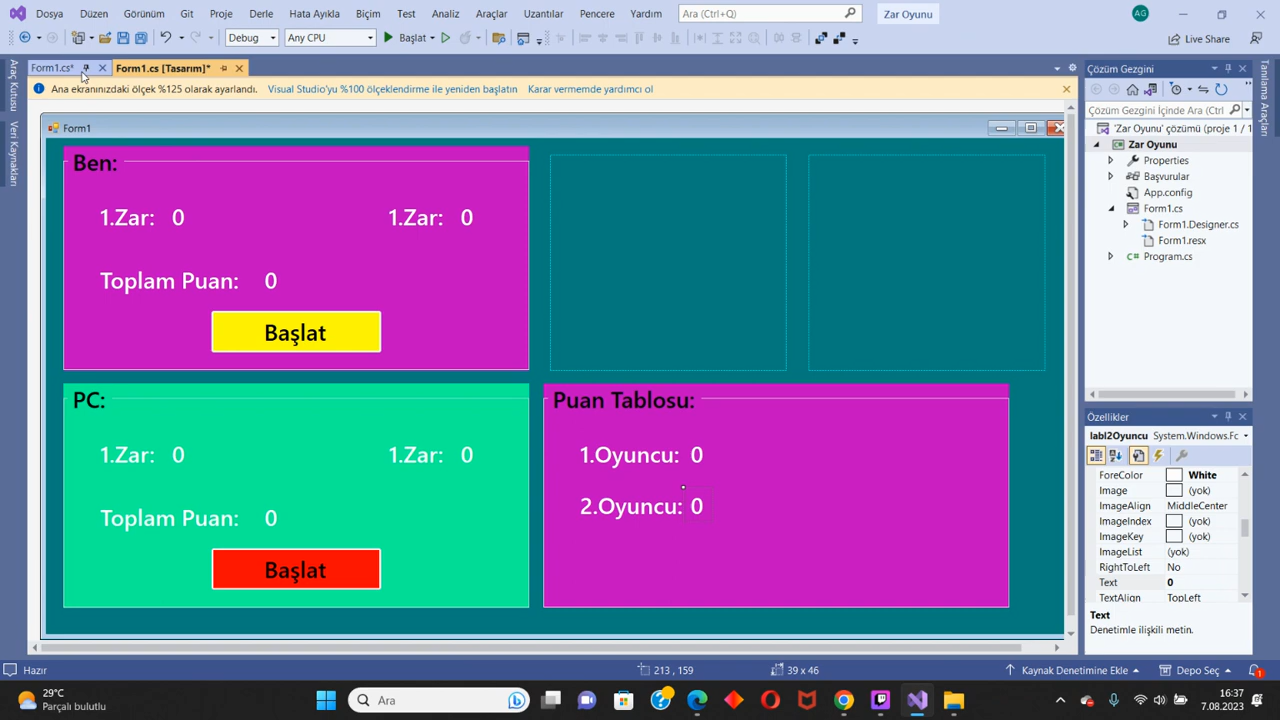 Dosya Düzen Görünüm Git Proje Derle Hata Ayıkla Biçim Test Analiz Araçlar Uzantılar Pencere Yardım Ara (Ctrl+Q) Zar Oyunu AG
Debug Any CPU Başlat Live Share
Form1.cs* Form1.cs [Tasarım]*
Ana ekranınızdaki ölçek %125 olarak ayarlandı. Visual Studio'yu %100 ölçeklendirme ile yeniden başlatın Karar vermemde yardımcı ol
Araç Kutusu
Veri Kaynakları
Form1
Ben:
1.Zar: 0 1.Zar: 0
Toplam Puan: 0
Başlat
PC:
1.Zar: 0 1.Zar: 0
Toplam Puan: 0
Başlat
Puan Tablosu:
1.Oyuncu: 0
2.Oyuncu: 0
Çözüm Gezgini
Çözüm Gezgini İçinde Ara (Ctrl
'Zar Oyunu' çözümü (proje 1 / 1
Zar Oyunu
Properties
Başvurular
App.config
Form1.cs
Form1.Designer.cs
Form1.resx
Program.cs
Tanılama Araçları
Özellikler
labl2Oyuncu System.Windows.Fc
ForeColor White
Image (yok)
ImageAlign MiddleCenter
ImageIndex (yok)
ImageKey (yok)
ImageList (yok)
RightToLeft No
Text 0
TextAlign TopLeft
Text
Denetimle ilişkili metin.
Hazır 213 , 159 39 x 46 Kaynak Denetimine Ekle Depo Seç 1
29°C
Parçalı bulutlu
Ara
16:37
7.08.2023